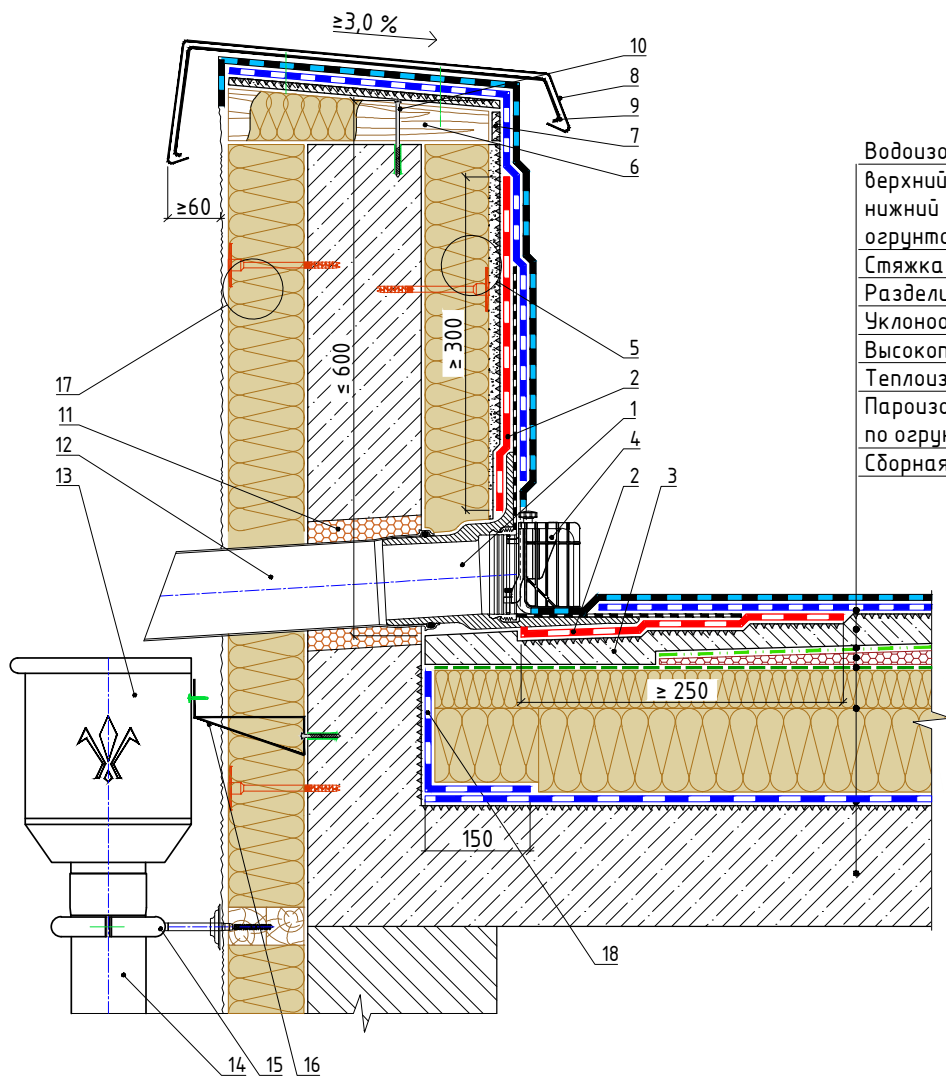 ≥3,0 %
10
8
9
7
6
Водоизо
верхний
нижний
огрунто
Стяжка
Раздели
Уклоноо
Высокоп
Теплоиз
Пароизо
по огрун
Сборная
≥60
≥300
≤600
5
2
1
4
2
3
17
11
12
13
≥ 250
150
18
14
15
16